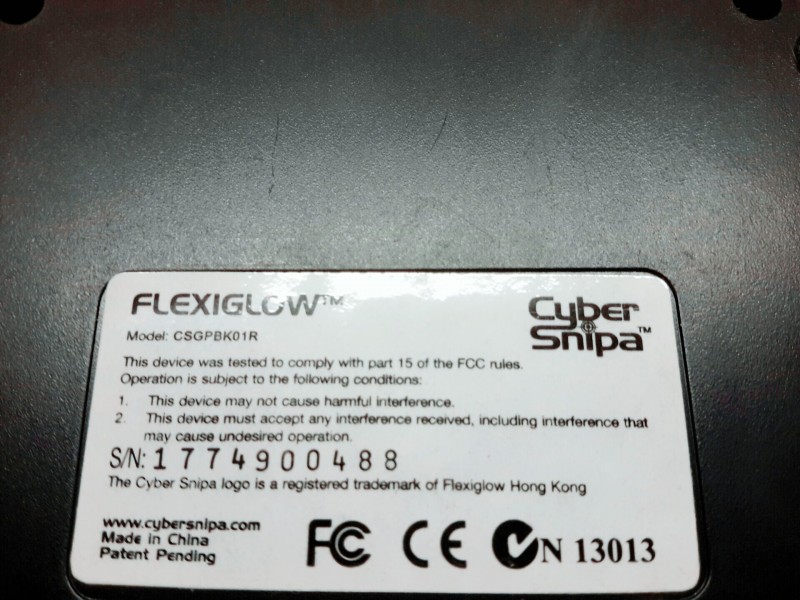 FLEXIGLOW™
Cyber
Snipa™
Model: CSGPBK01R
This device was tested to comply with part 15 of the FCC rules.
Operation is subject to the following conditions:
1. This device may not cause harmful interference.
2. This device must accept any interference received, including interference that
may cause undesired operation.
S/N: 1774900488
The Cyber Snipa logo is a registered trademark of Flexiglow Hong Kong
www.cybersnipa.com
Made in China
Patent Pending
FC CE N 13013